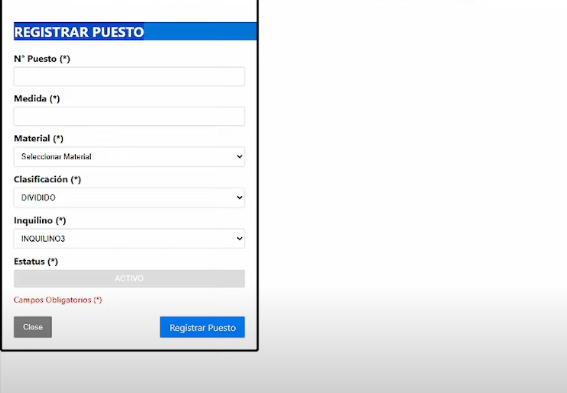 REGISTRAR PUESTO
N° Puesto (*)
Medida (*)
Material (*)
Seleccionar Material
Clasificación (*)
DIVIDIDO
Inquilino (*)
INQUILINO3
Estatus (*)
ACTIVO
Campos Obligatorios (*)
Close Registrar Puesto